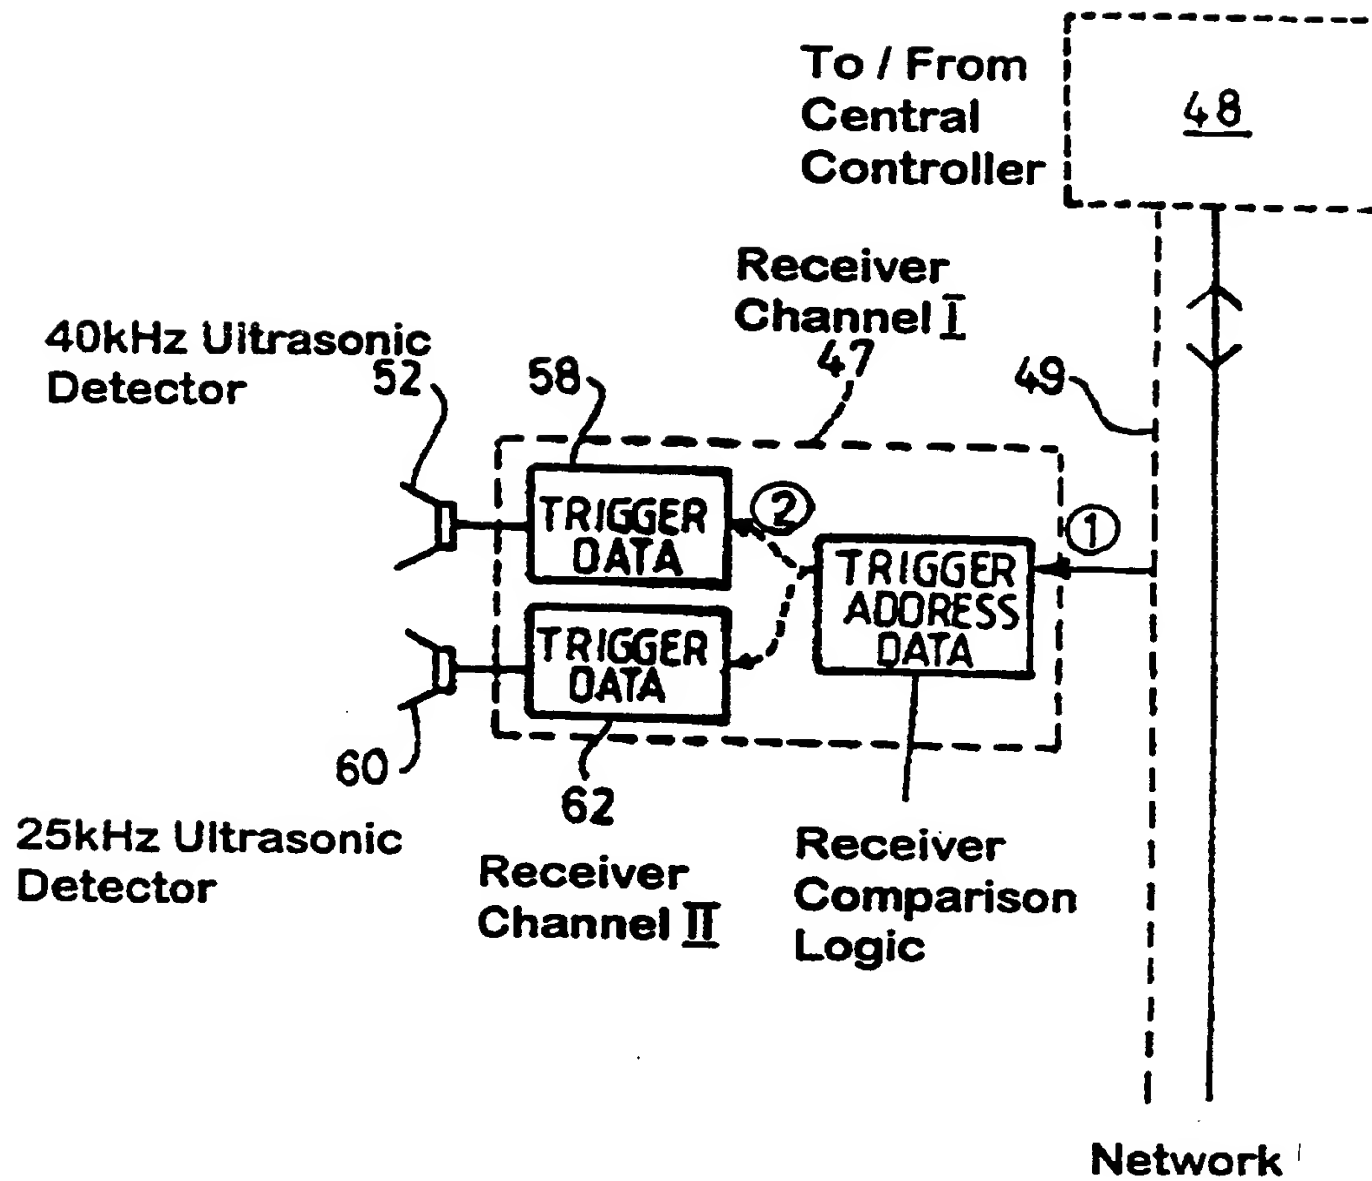 To / From
Central
Controller
48
Receiver
Channel I
47
40kHz Ultrasonic
Detector
52
58
49
TRIGGER
DATA
2
1
TRIGGER
ADDRESS
DATA
TRIGGER
DATA
60
62
25kHz Ultrasonic
Detector
Receiver
Channel II
Receiver
Comparison
Logic
Network